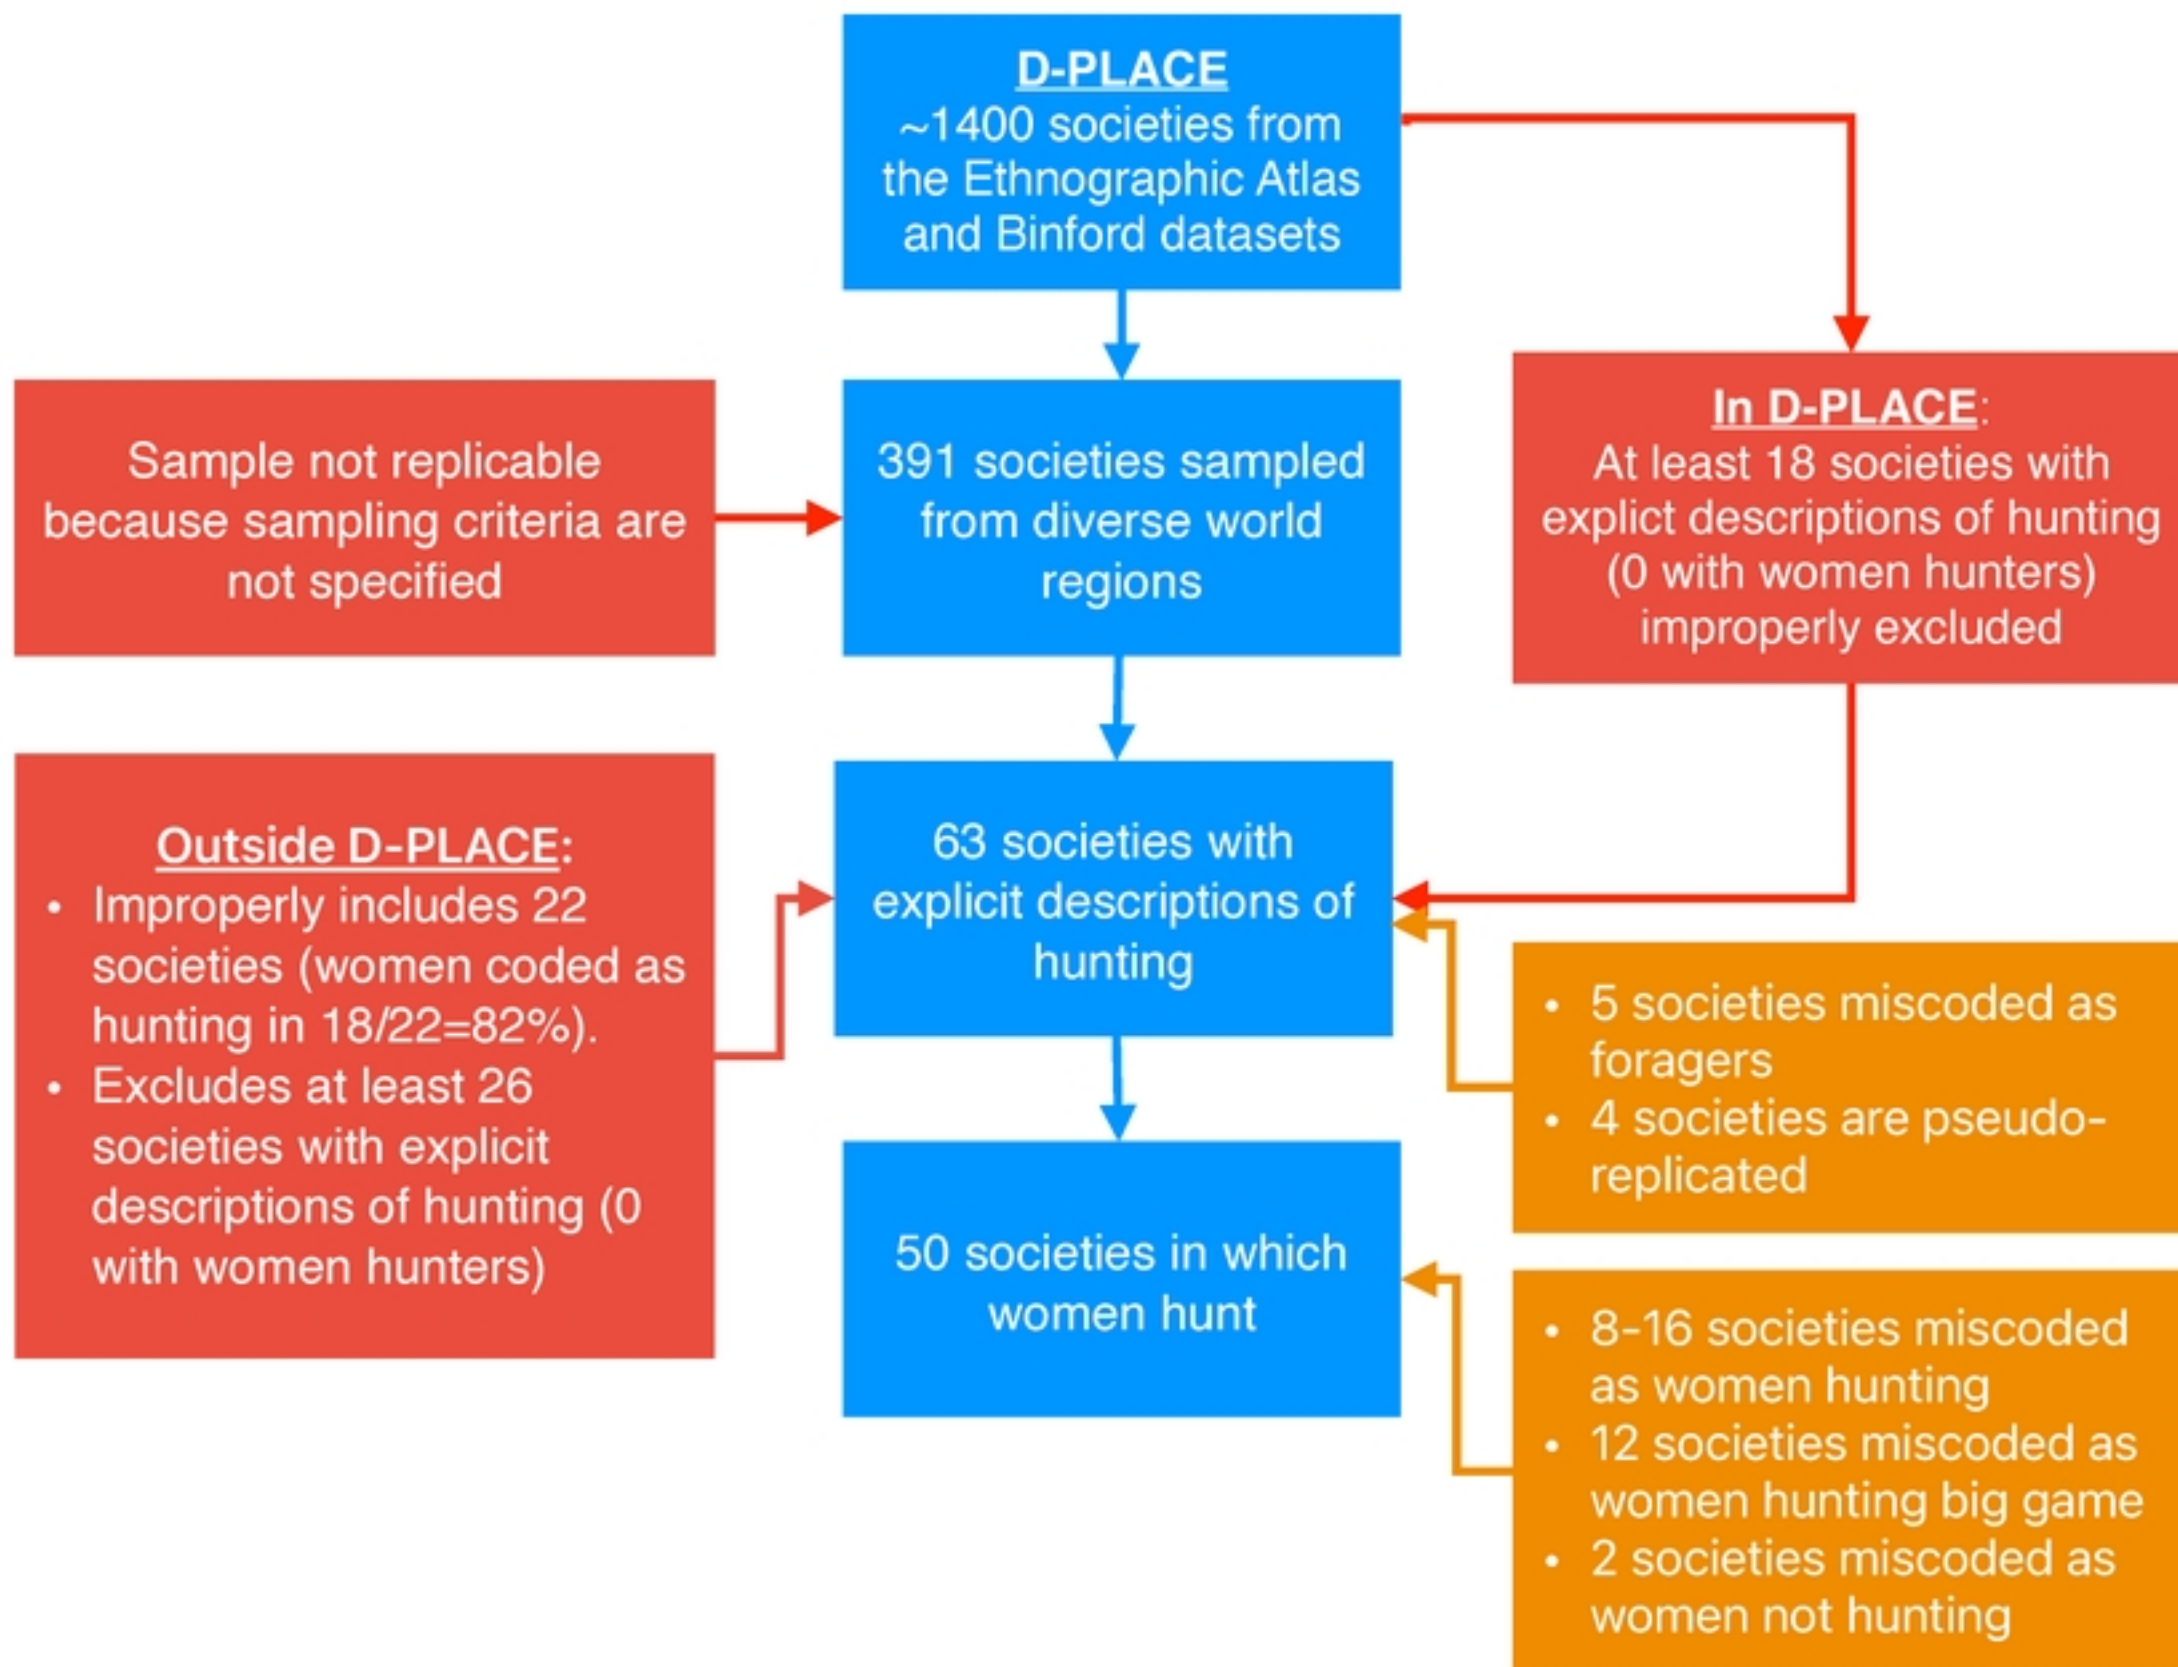 D-PLACE
~1400 societies from
the Ethnographic Atlas
and Binford datasets
Sample not replicable
because sampling criteria are
not specified
391 societies sampled
from diverse world
regions
In D-PLACE:
At least 18 societies with
explict descriptions of hunting
(0 with women hunters)
improperly excluded
Outside D-PLACE:
• Improperly includes 22
societies (women coded as
hunting in 18/22=82%).
• Excludes at least 26
societies with explicit
descriptions of hunting (0
with women hunters)
63 societies with
explicit descriptions of
hunting
• 5 societies miscoded as
foragers
• 4 societies are pseudo-
replicated
50 societies in which
women hunt
• 8-16 societies miscoded
as women hunting
• 12 societies miscoded as
women hunting big game
• 2 societies miscoded as
women not hunting